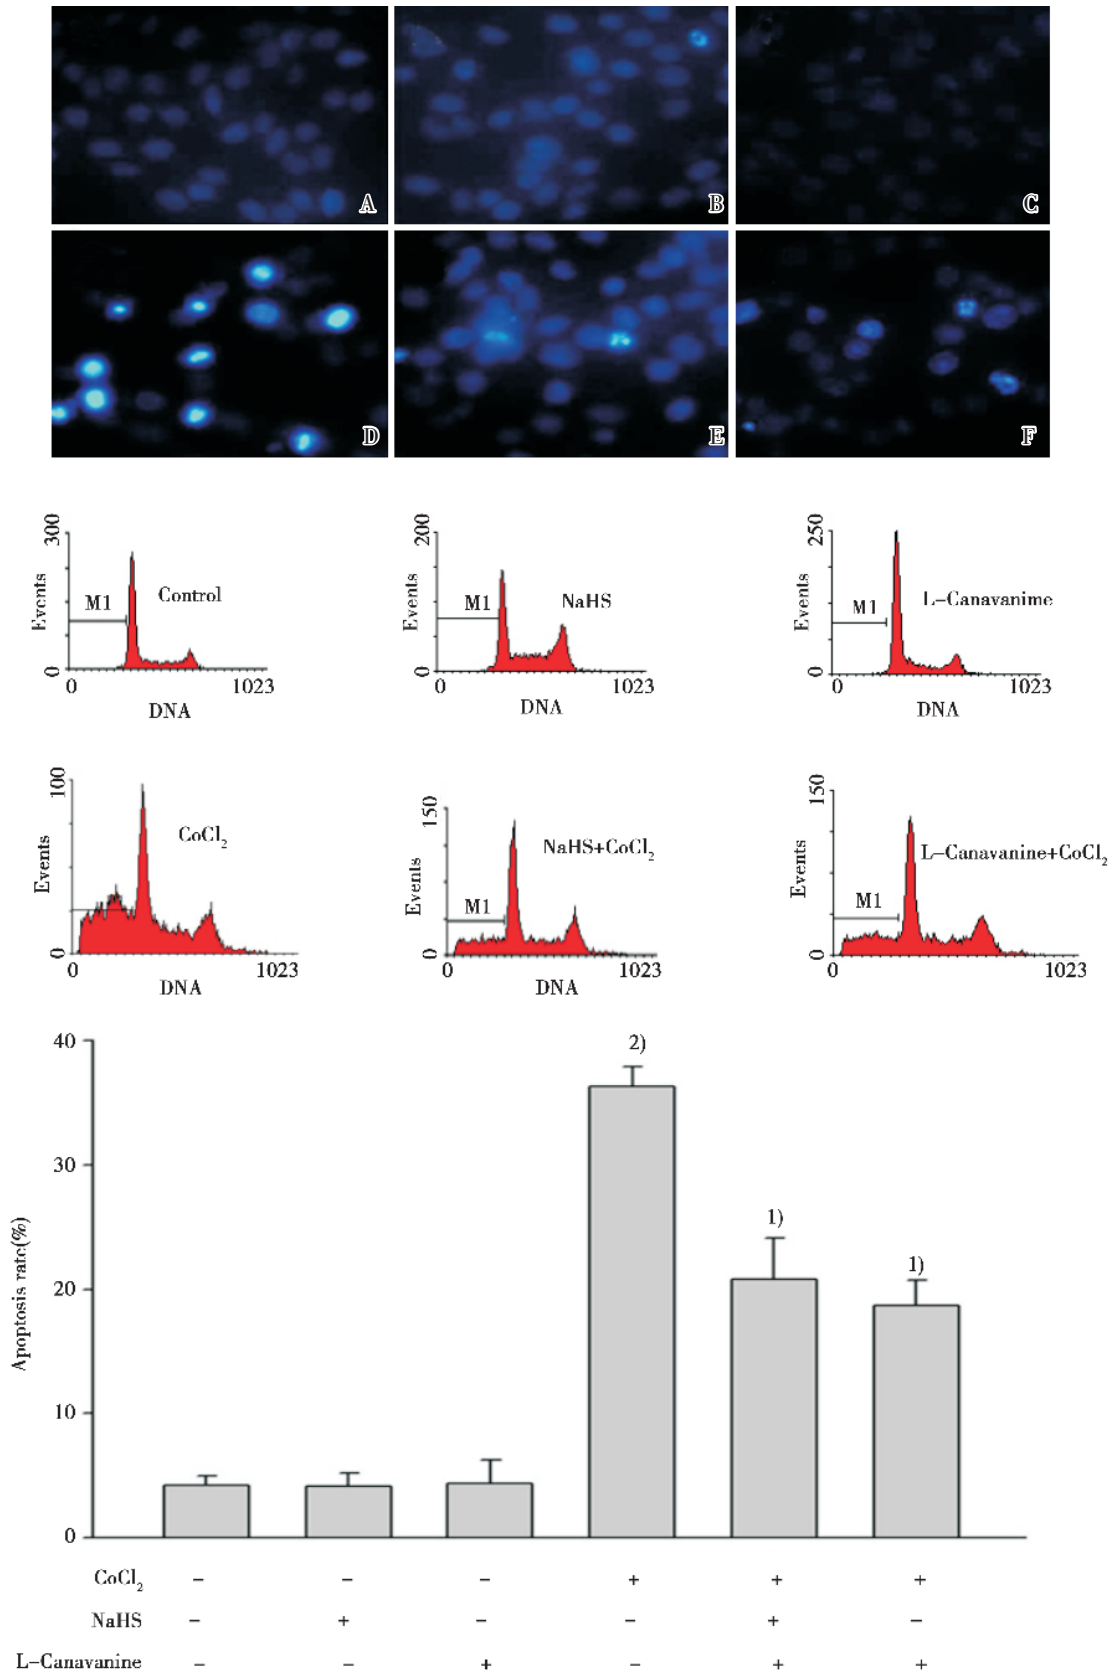 A B C
D E F
300
Events
M1
Control
0
0 1023
DNA
200
Events
M1
NaHS
0
0 1023
DNA
250
Events
M1
L-Canavanime
0
0 1023
DNA
100
Events
CoCl2
0
0 1023
DNA
150
Events
M1
NaHS+CoCl2
0
0 1023
DNA
150
Events
M1
L-Canavanine+CoCl2
0
0 1023
DNA
Apoptosis rate(%)
40
30
20
10
0
2)
1)
1)
CoCl2 − − − + + +
NaHS − + − − + −
L-Canavanine − − + − + +